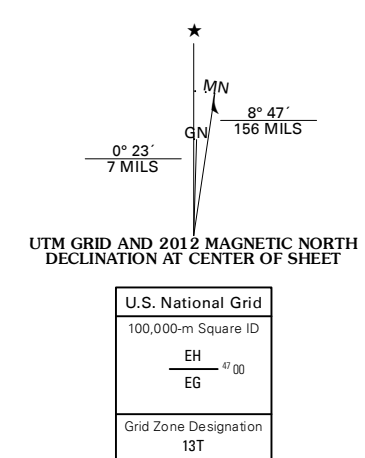 ★
MN
8° 47´
156 MILS
GN
0° 23´
7 MILS
UTM GRID AND 2012 MAGNETIC NORTH
DECLINATION AT CENTER OF SHEET
U.S. National Grid
100,000-m Square ID
EH
47 00
EG
Grid Zone Designation
13T